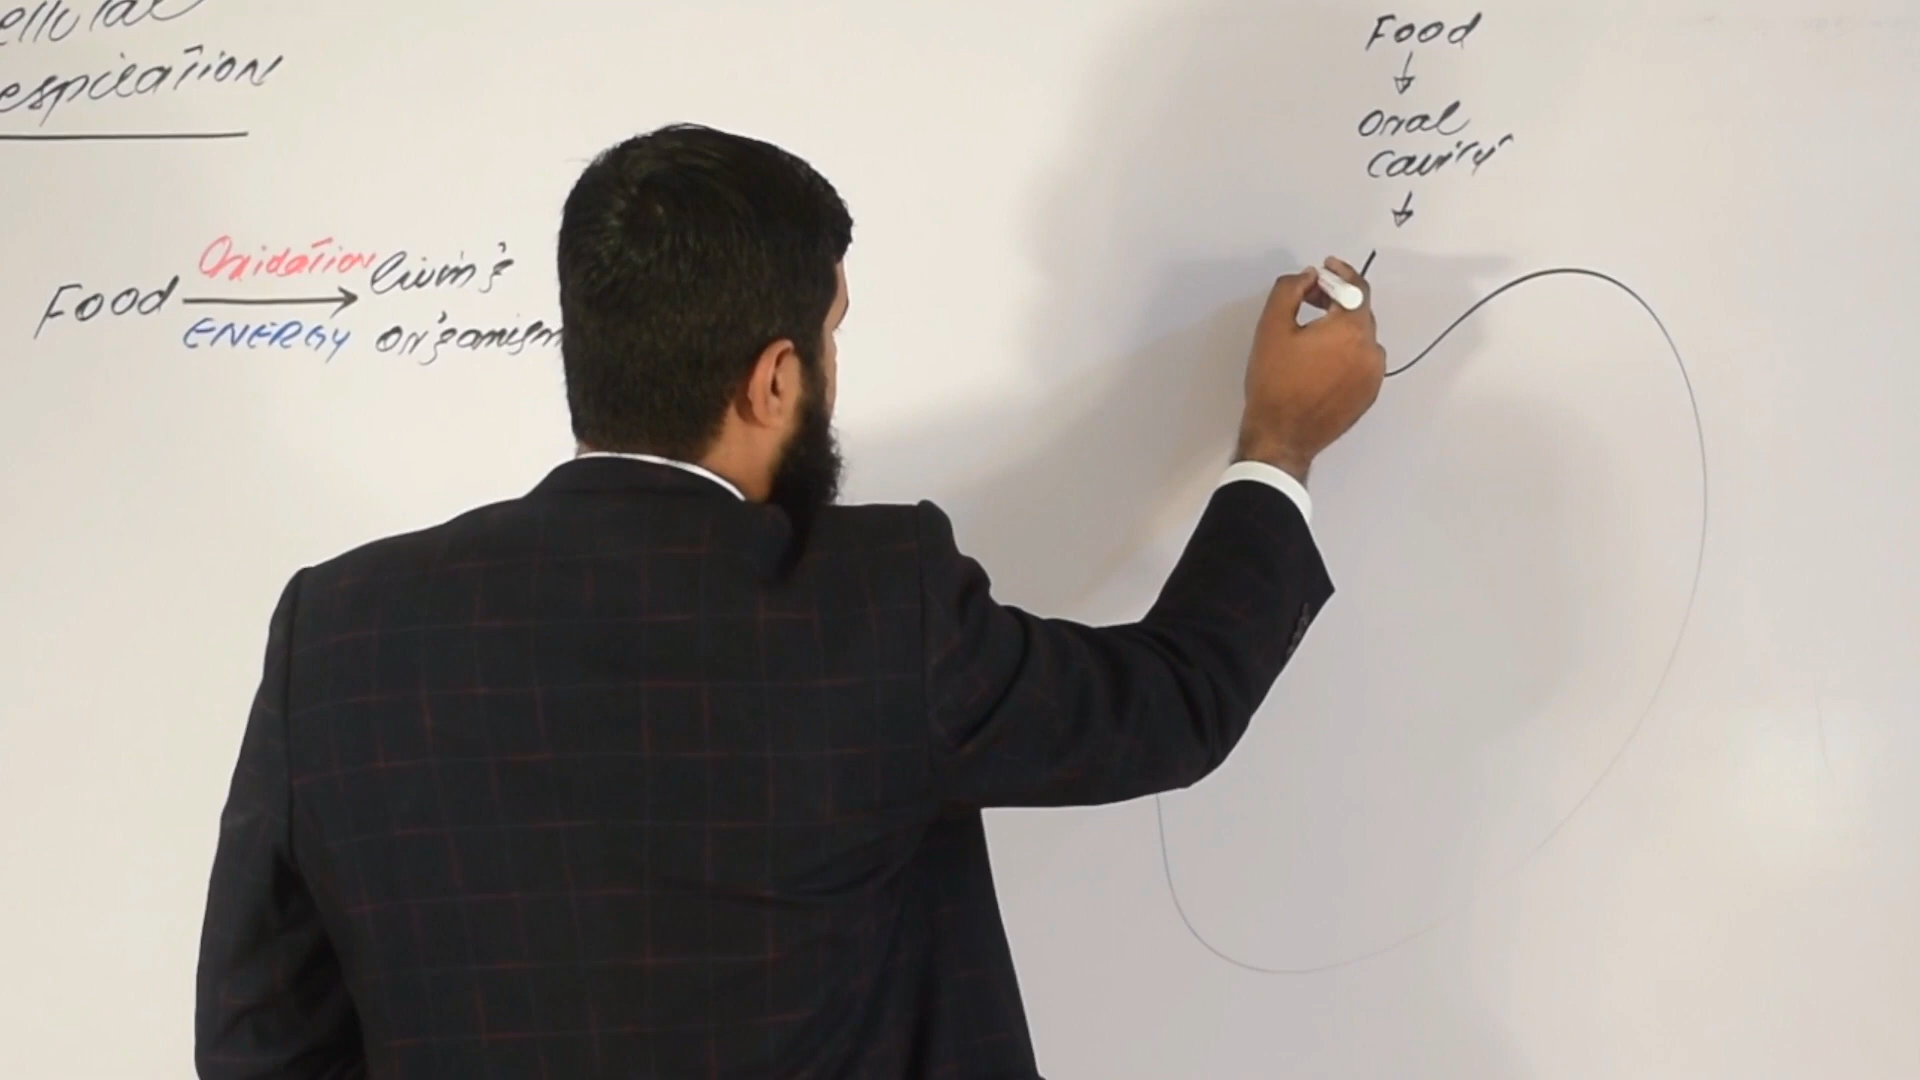 ellular
espiration
Oxidation
Food → living
ENERGY organism
Food
↓
Oral
cavity
↓